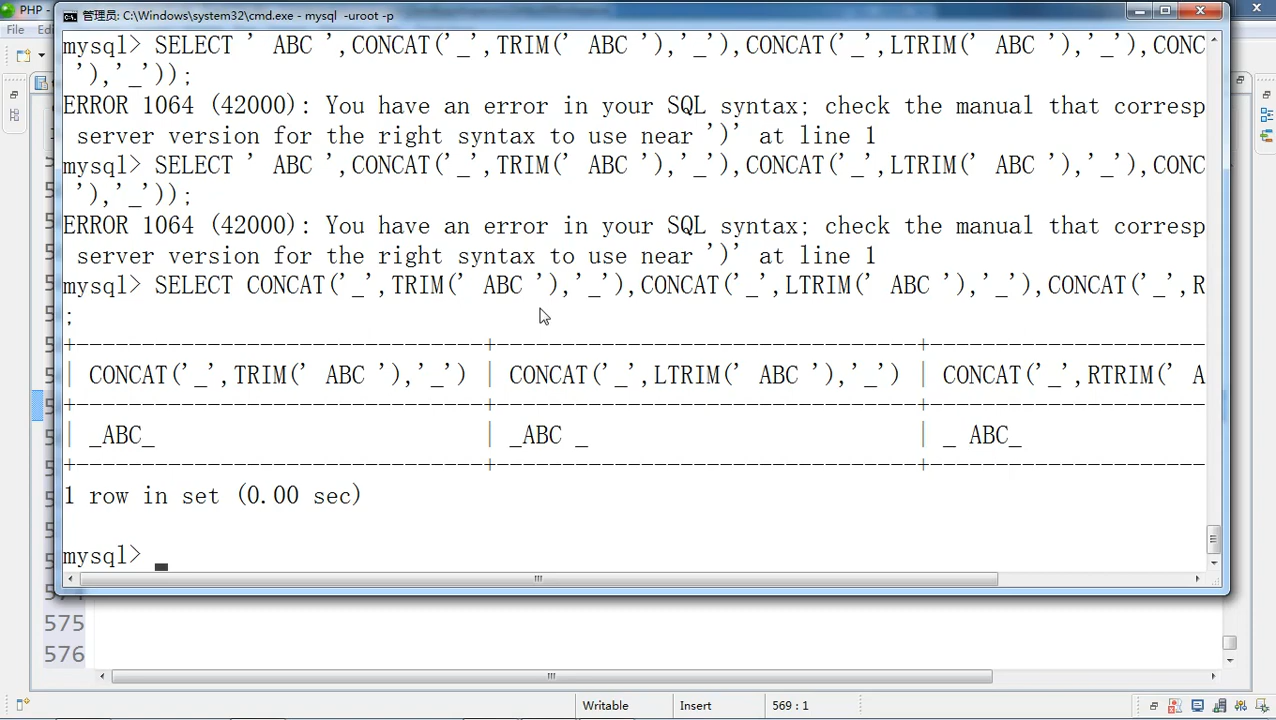 PHP -
管理员: C:\Windows\system32\cmd.exe - mysql  -uroot -p
File Edi
mysql> SELECT ' ABC ',CONCAT('_',TRIM(' ABC '),'_'),CONCAT('_',LTRIM(' ABC '),'_'),CONC
 '),'_'));
ERROR 1064 (42000): You have an error in your SQL syntax; check the manual that corresp
 server version for the right syntax to use near ')' at line 1
mysql> SELECT ' ABC ',CONCAT('_',TRIM(' ABC '),'_'),CONCAT('_',LTRIM(' ABC '),'_'),CONC
 '),'_'));
ERROR 1064 (42000): You have an error in your SQL syntax; check the manual that corresp
 server version for the right syntax to use near ')' at line 1
mysql> SELECT CONCAT('_',TRIM(' ABC '),'_'),CONCAT('_',LTRIM(' ABC '),'_'),CONCAT('_',R
;
| CONCAT('_',TRIM(' ABC '),'_') | CONCAT('_',LTRIM(' ABC '),'_') | CONCAT('_',RTRIM(' A
| _ABC_ | _ABC _ | _ ABC_
1 row in set (0.00 sec)
mysql>
575
576
Writable
Insert
569 : 1